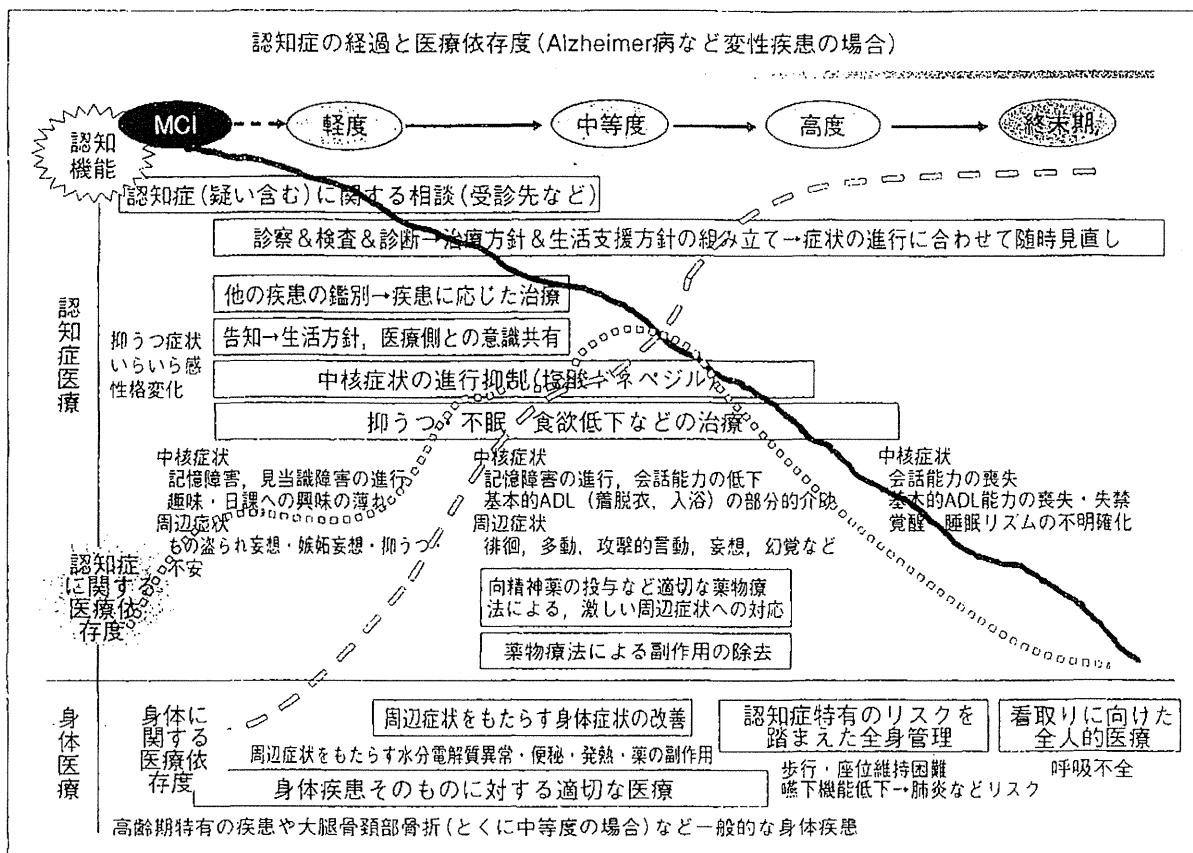 認知症の経過と医療依存度(Alzheimer病など変性疾患の場合)
MCI
軽度
中等度
高度
終末期
認知
機能
認知症(疑い含む)に関する相談(受診先など)
診察&検査&診断→治療方針&生活支援方針の組み立て→症状の進行に合わせて随時見直し
認知症医療
他の疾患の鑑別→疾患に応じた治療
抑うつ症状
いらいら感
性格変化
告知→生活方針,医療側との意識共有
中核症状の進行抑制(塩酸ドネペジル)
抑うつ・不眠・食欲低下などの治療
中核症状
記憶障害,見当識障害の進行
趣味・日課への興味の薄れ
周辺症状
もの盗られ妄想・嫉妬妄想・抑うつ・
不安
中核症状
記憶障害の進行,会話能力の低下
基本的ADL(着脱衣,入浴)の部分的介助
周辺症状
徘徊,多動,攻撃的言動,妄想,幻覚など
中核症状
会話能力の喪失
基本的ADL能力の喪失・失禁
覚醒・睡眠リズムの不明確化
認知症
に関する
医療依
存度
向精神薬の投与など適切な薬物療
法による,激しい周辺症状への対応
薬物療法による副作用の除去
身体医療
身体に
関する
医療依
存度
周辺症状をもたらす身体症状の改善
周辺症状をもたらす水分電解質異常・便秘・発熱・薬の副作用
身体疾患そのものに対する適切な医療
認知症特有のリスクを
踏まえた全身管理
歩行・座位維持困難
嚥下機能低下→肺炎などリスク
看取りに向けた
全人的医療
呼吸不全
高齢期特有の疾患や大腿骨頚部骨折(とくに中等度の場合)など一般的な身体疾患